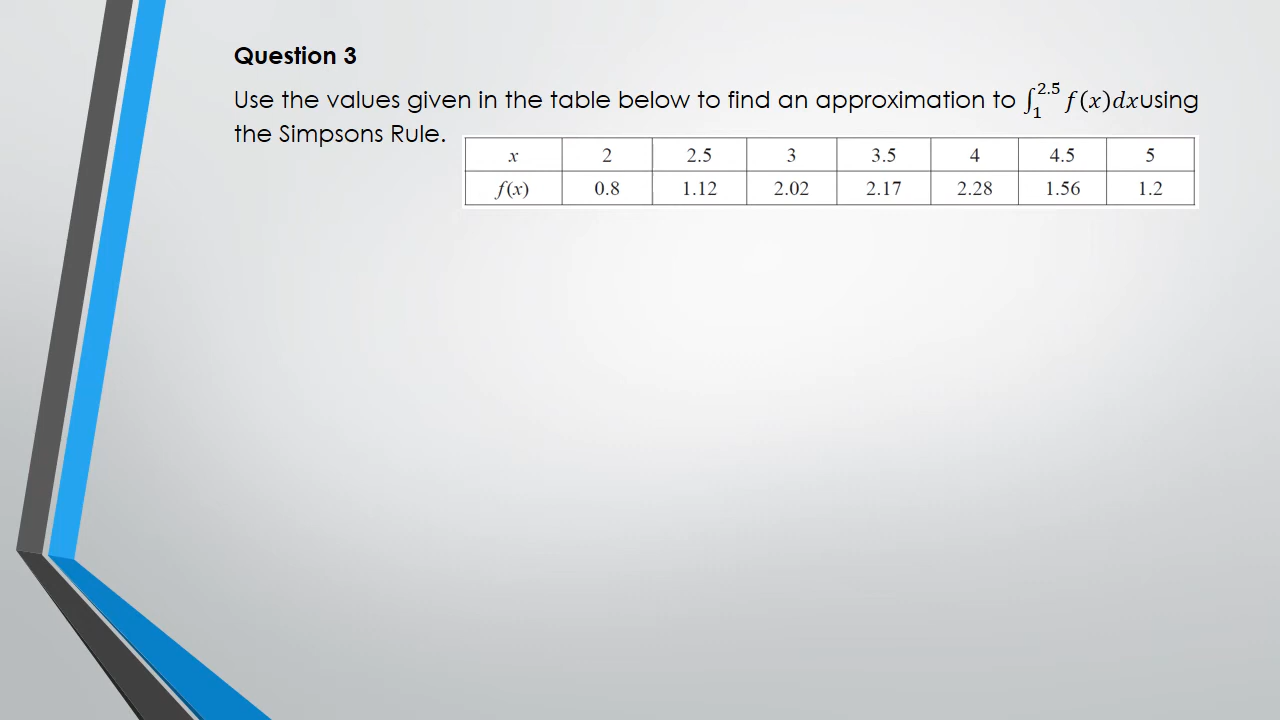 Question 3
Use the values given in the table below to find an approximation to ∫₁^2.5 f(x)dxusing
the Simpsons Rule.
x 2 2.5 3 3.5 4 4.5 5
f(x) 0.8 1.12 2.02 2.17 2.28 1.56 1.2